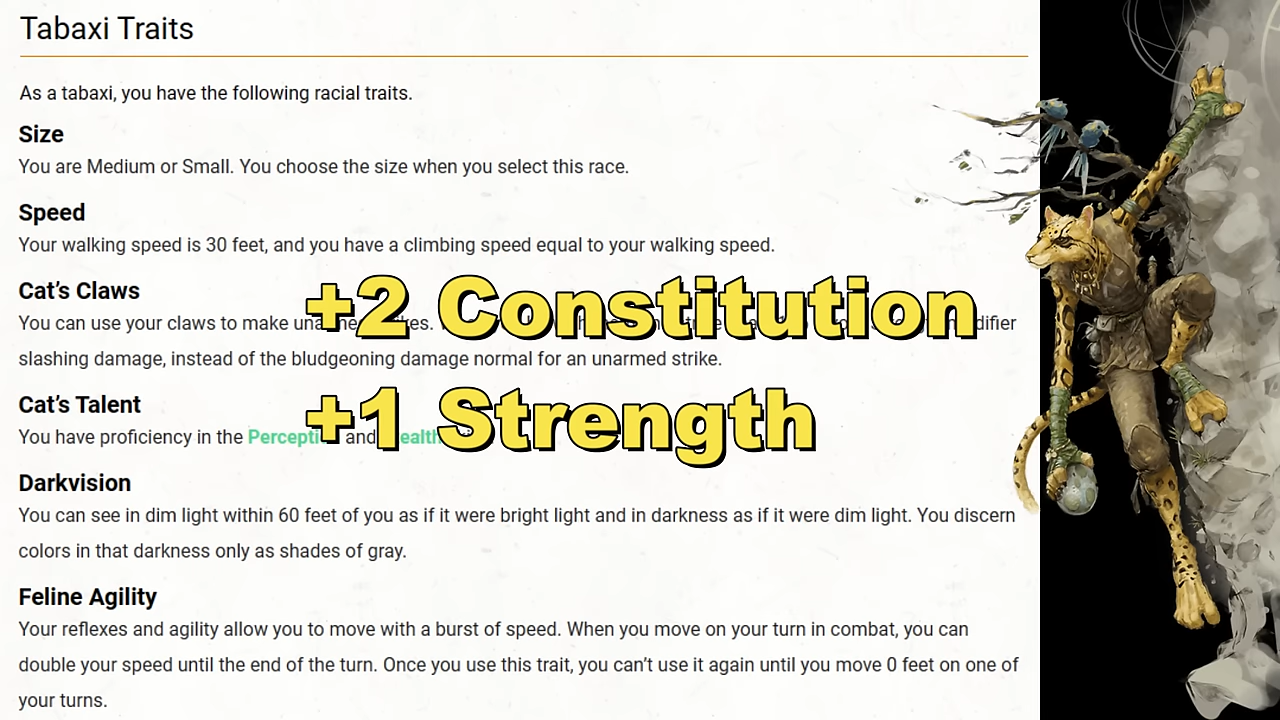 Tabaxi Traits
As a tabaxi, you have the following racial traits.
Size
You are Medium or Small. You choose the size when you select this race.
Speed
Your walking speed is 30 feet, and you have a climbing speed equal to your walking speed.
Cat’s Claws
+2 Constitution
You can use your claws to make
slashing damage, instead of the bludgeoning damage normal for an unarmed strike.
Cat’s Talent
+1 Strength
You have proficiency in the and
Darkvision
You can see in dim light within 60 feet of you as if it were bright light and in darkness as if it were dim light. You discern
colors in that darkness only as shades of gray.
Feline Agility
Your reflexes and agility allow you to move with a burst of speed. When you move on your turn in combat, you can
double your speed until the end of the turn. Once you use this trait, you can’t use it again until you move 0 feet on one of
your turns.